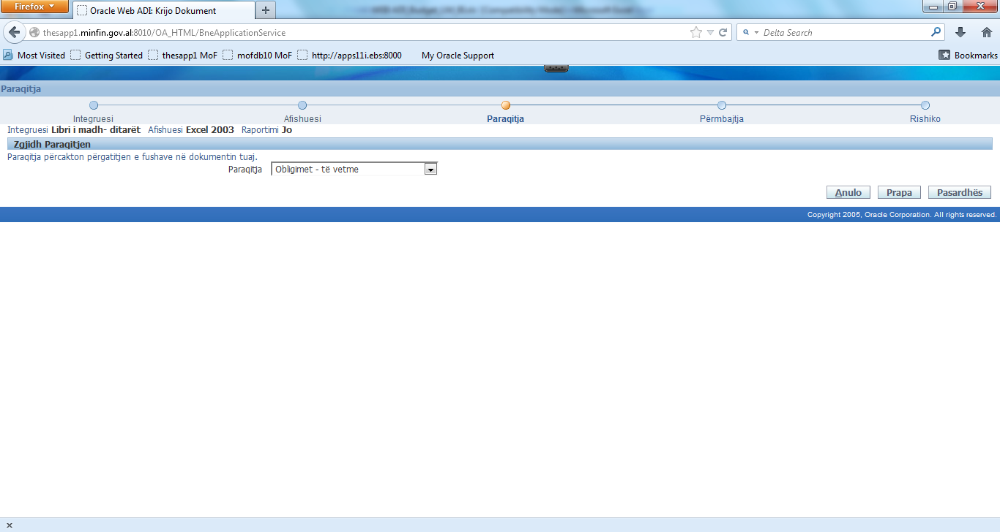 Firefox
Oracle Web ADI: Krijo Dokument
thesapp1.minfin.gov.al:8010/OA_HTML/BneApplicationService
Delta Search
Most Visited Getting Started thesapp1 MoF mofdb10 MoF http://apps11i.ebs:8000 My Oracle Support Bookmarks
Paraqitja
Integruesi Afishuesi Paraqitja Përmbajtja Rishiko
Integruesi Libri i madh- ditarët Afishuesi Excel 2003 Raportimi Jo
Zgjidh Paraqitjen
Paraqitja përcakton përgatitjen e fushave në dokumentin tuaj.
Paraqitja Obligimet - të vetme
Anulo Prapa Pasardhës
Copyright 2005, Oracle Corporation. All rights reserved.